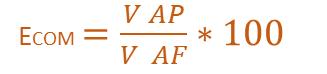 ECOM = V AP / V AF * 100